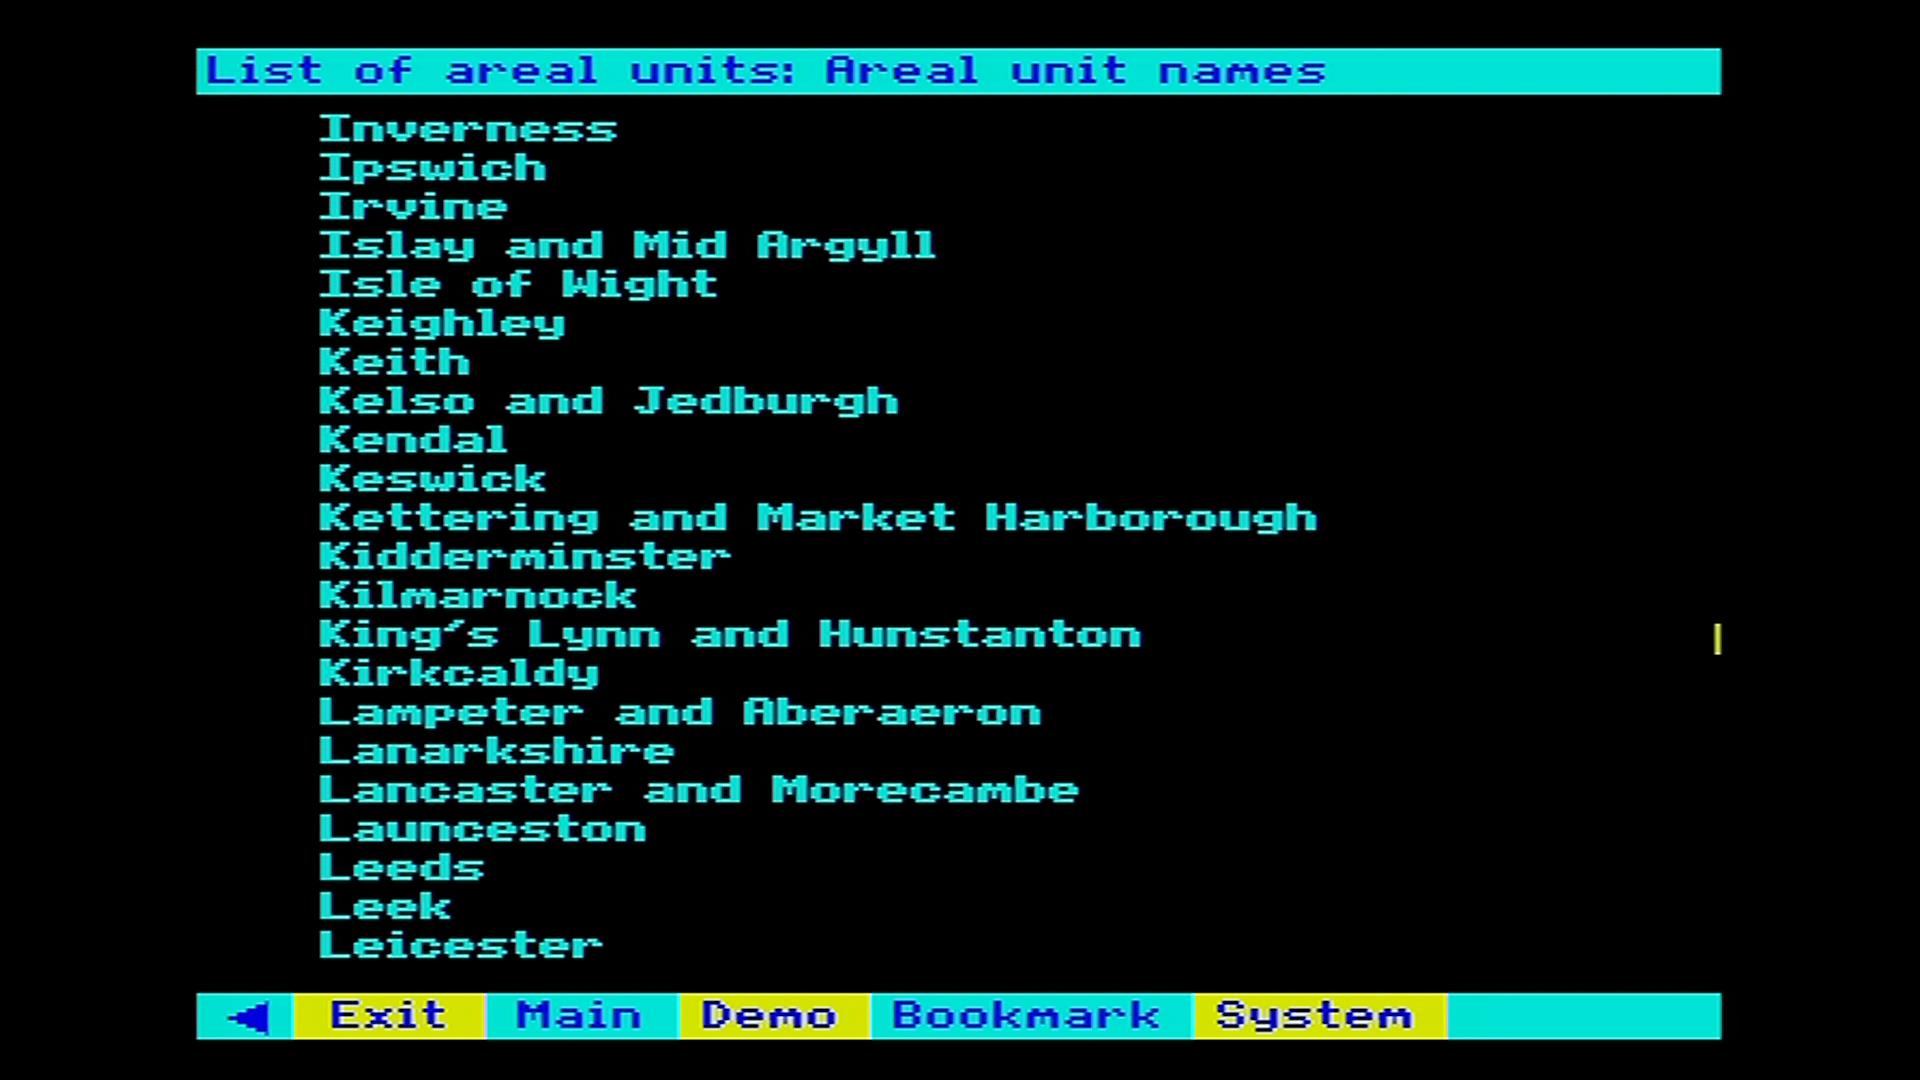 List of areal units: Areal unit names
Inverness
Ipswich
Irvine
Islay and Mid Argyll
Isle of Wight
Keighley
Keith
Kelso and Jedburgh
Kendal
Keswick
Kettering and Market Harborough
Kidderminster
Kilmarnock
King's Lynn and Hunstanton
Kirkcaldy
Lampeter and Aberaeron
Lanarkshire
Lancaster and Morecambe
Launceston
Leeds
Leek
Leicester
Exit Main Demo Bookmark System